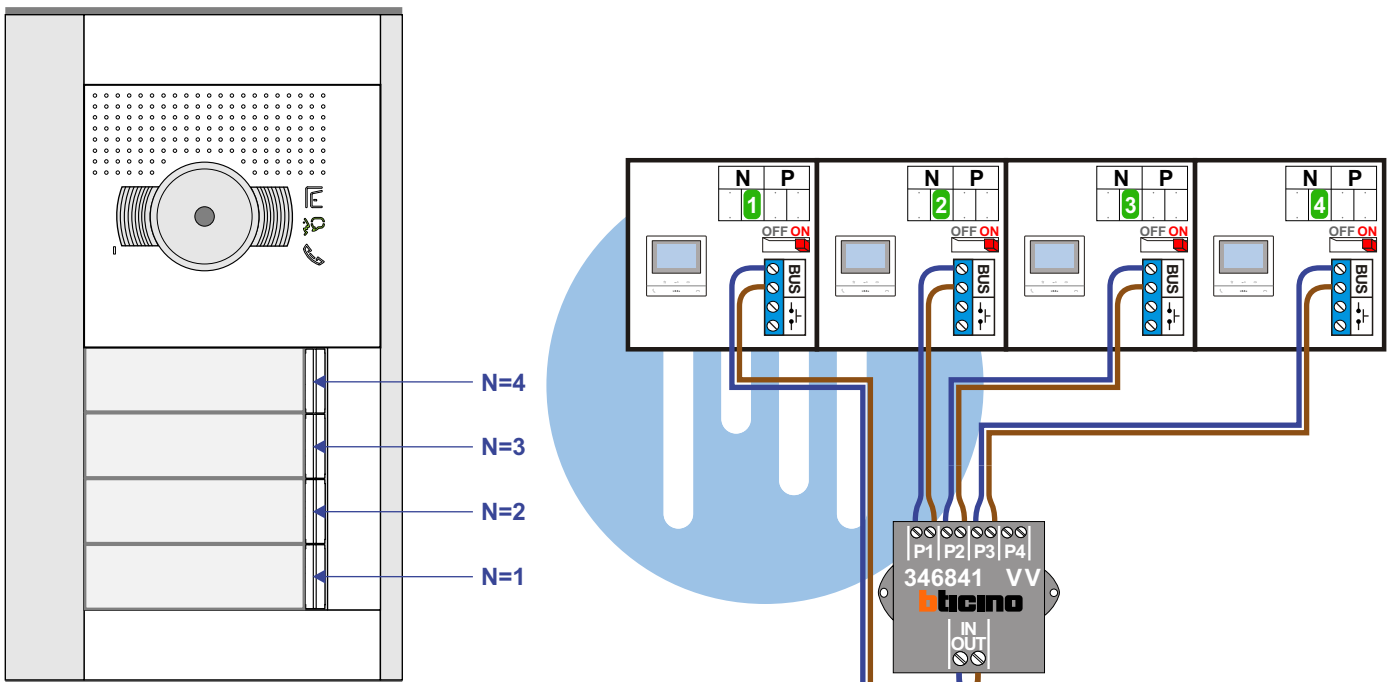 N=4
N=3
N=2
N=1
N P
1
OFF ON
BUS
N P
2
OFF ON
BUS
N P
3
OFF ON
BUS
N P
4
OFF ON
BUS
P1 P2 P3 P4
346841 VV
bticino
IN
OUT